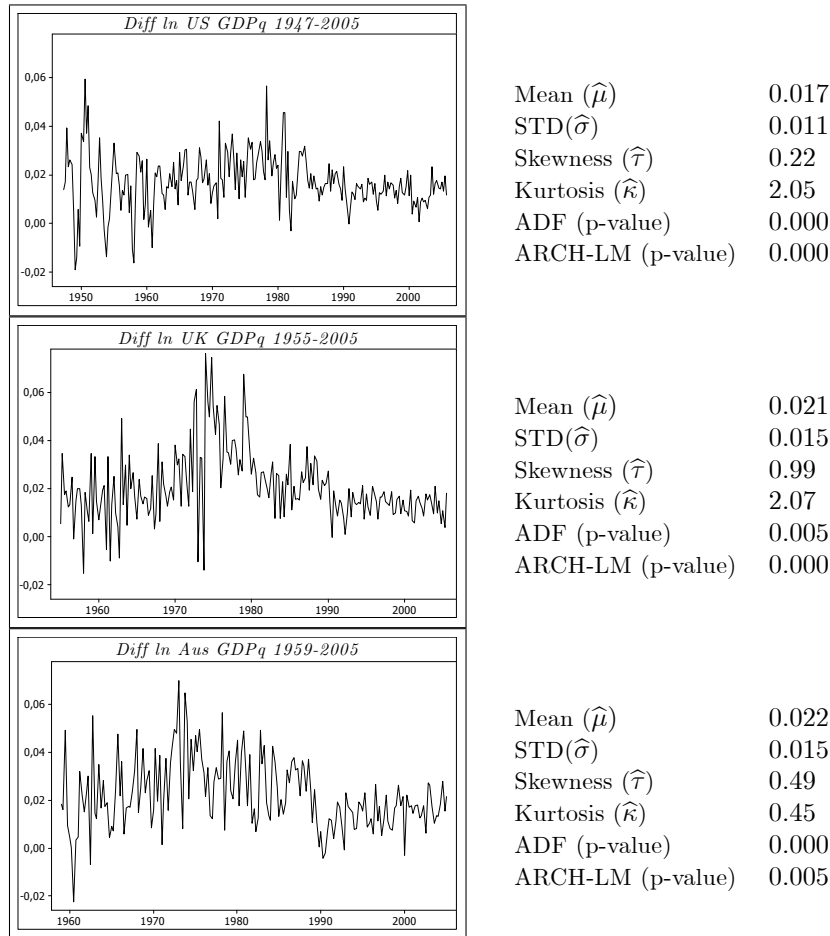 Diff ln US GDPq 1947-2005
0,06
0,04
0,02
0,00
-0,02
1950 1960 1970 1980 1990 2000
Mean (μ̂) 0.017
STD(σ̂) 0.011
Skewness (τ̂) 0.22
Kurtosis (κ̂) 2.05
ADF (p-value) 0.000
ARCH-LM (p-value) 0.000
Diff ln UK GDPq 1955-2005
0,06
0,04
0,02
0,00
-0,02
1960 1970 1980 1990 2000
Mean (μ̂) 0.021
STD(σ̂) 0.015
Skewness (τ̂) 0.99
Kurtosis (κ̂) 2.07
ADF (p-value) 0.005
ARCH-LM (p-value) 0.000
Diff ln Aus GDPq 1959-2005
0,06
0,04
0,02
0,00
-0,02
1960 1970 1980 1990 2000
Mean (μ̂) 0.022
STD(σ̂) 0.015
Skewness (τ̂) 0.49
Kurtosis (κ̂) 0.45
ADF (p-value) 0.000
ARCH-LM (p-value) 0.005